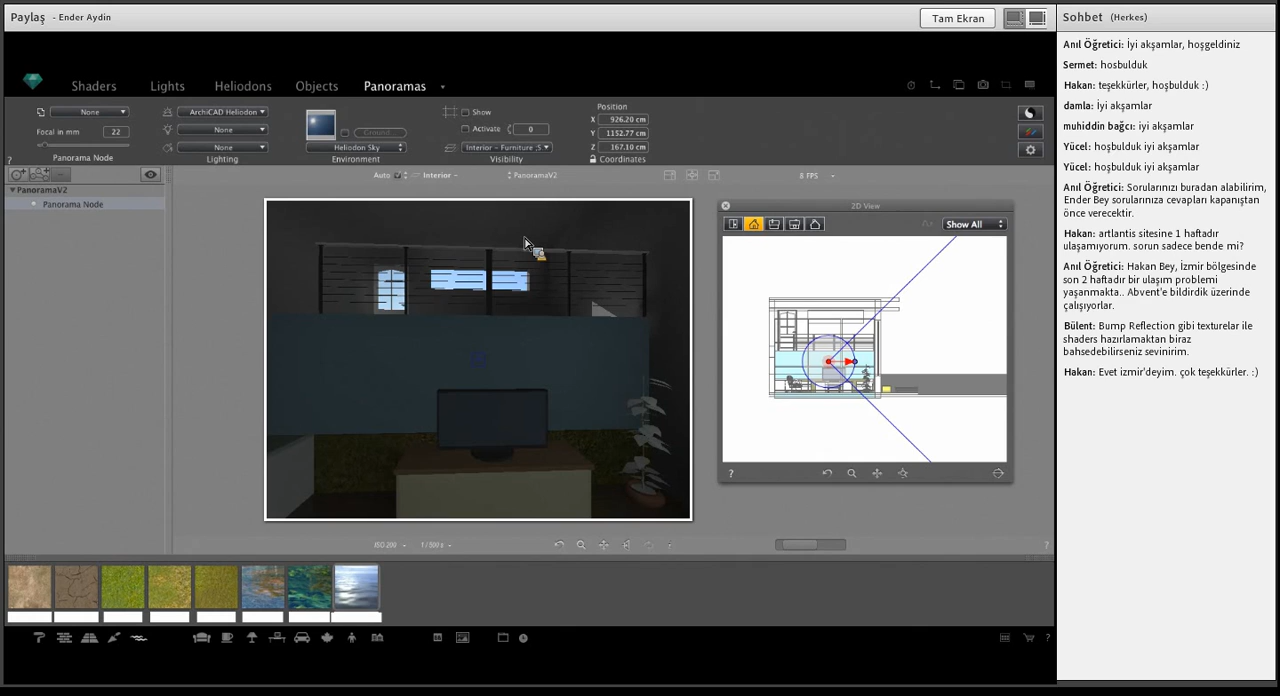 Paylaş - Ender Aydin
Tam Ekran
Shaders Lights Heliodons Objects Panoramas
None
Focal in mm 22
Panorama Node
ArchiCAD Heliodon
None
None
Lighting
Ground
Heliodon Sky
Environment
Show
Activate 0
Interior - Furniture ;S
Visibility
Position
X 926.20 cm
Y 1152.77 cm
Z 167.10 cm
Coordinates
?
PanoramaV2
Panorama Node
Auto Interior - PanoramaV2 8 FPS
2D View
Show All
?
ISO 200 1 / 500 s
?
?
Sohbet (Herkes)
Anıl Öğretici: İyi akşamlar, hoşgeldiniz
Sermet: hosbulduk
Hakan: teşekkürler, hoşbulduk :)
damla: İyi akşamlar
muhiddin bağcı: iyi akşamlar
Yücel: hoşbulduk iyi akşamlar
Yücel: hoşbulduk iyi akşamlar
Anıl Öğretici: Sorularınızı buradan alabilirim,
Ender Bey sorularınıza cevapları kapanıştan
önce verecektir.
Hakan: artlantis sitesine 1 haftadır
ulaşamıyorum. sorun sadece bende mi?
Anıl Öğretici: Hakan Bey, İzmir bölgesinde
son 2 haftadır bir ulaşım problemi
yaşanmakta.. Abvent'e bildirdik üzerinde
çalışıyorlar.
Bülent: Bump Reflection gibi texturelar ile
shaders hazırlamaktan biraz
bahsedebilirseniz sevinirim.
Hakan: Evet izmir'deyim. çok teşekkürler. :)